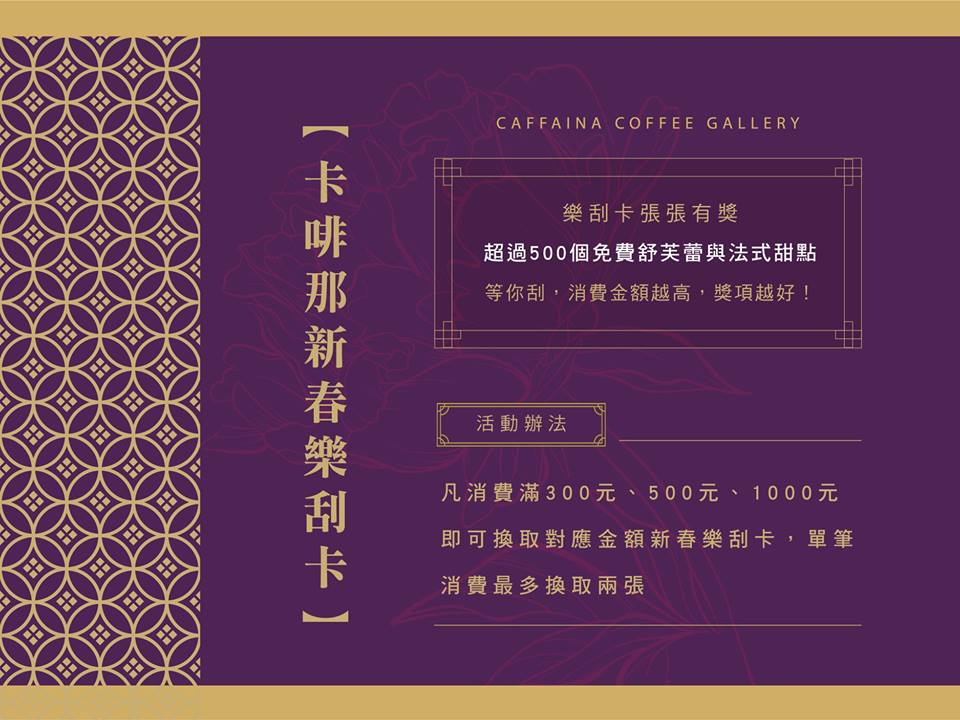 【卡啡那新春樂刮卡】
CAFFAINA COFFEE GALLERY
樂刮卡張張有獎
超過500個免費舒芙蕾與法式甜點
等你刮，消費金額越高，獎項越好！
活動辦法
凡消費滿300元、500元、1000元
即可換取對應金額新春樂刮卡，單筆
消費最多換取兩張